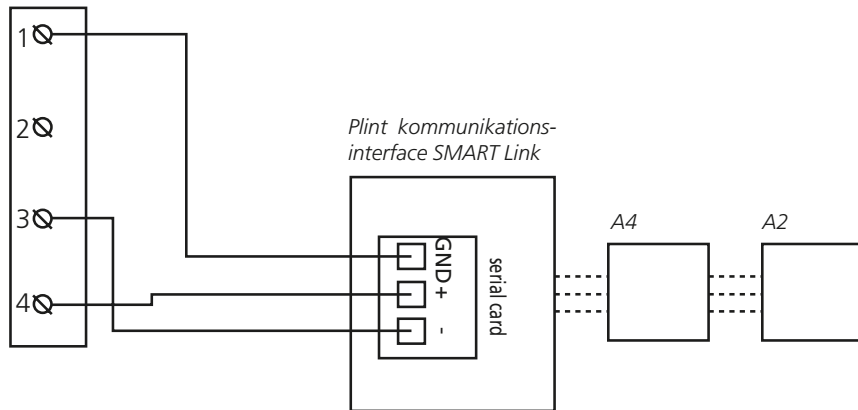 1
2
3
4
Plint kommunikations-
interface SMART Link
GND
+
-
serial card
A4
A2